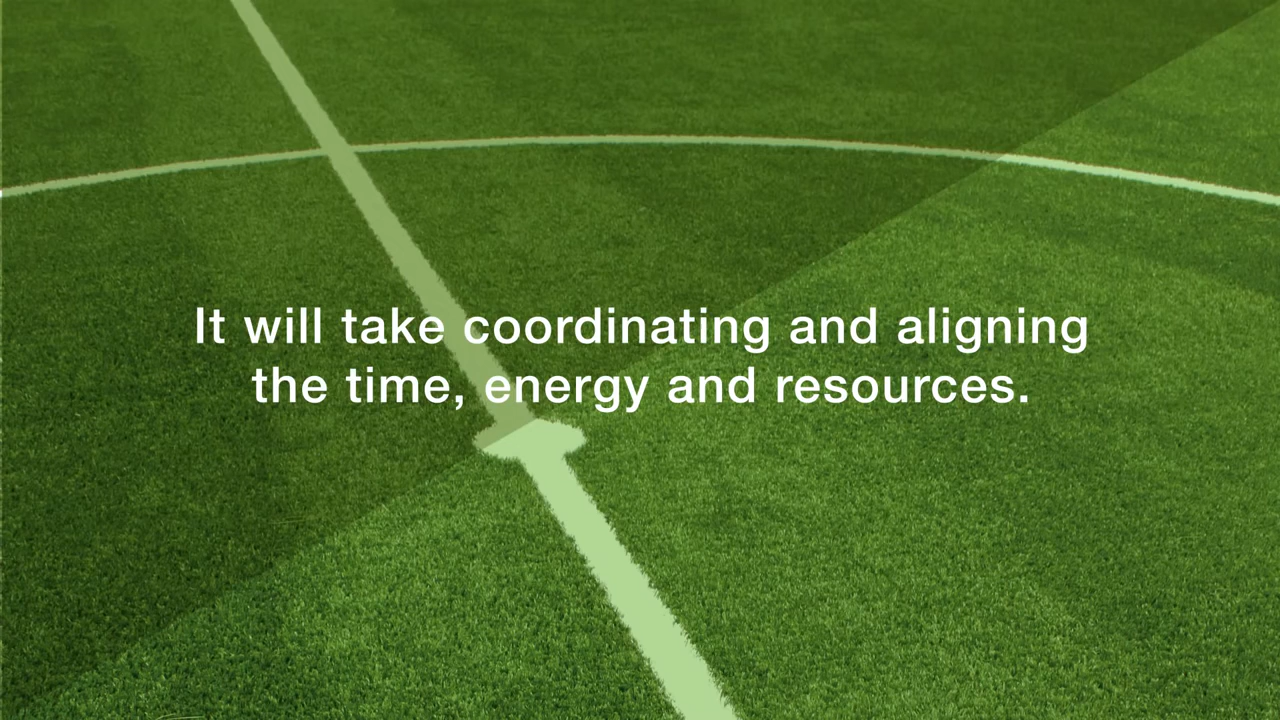 It will take coordinating and aligning
the time, energy and resources.